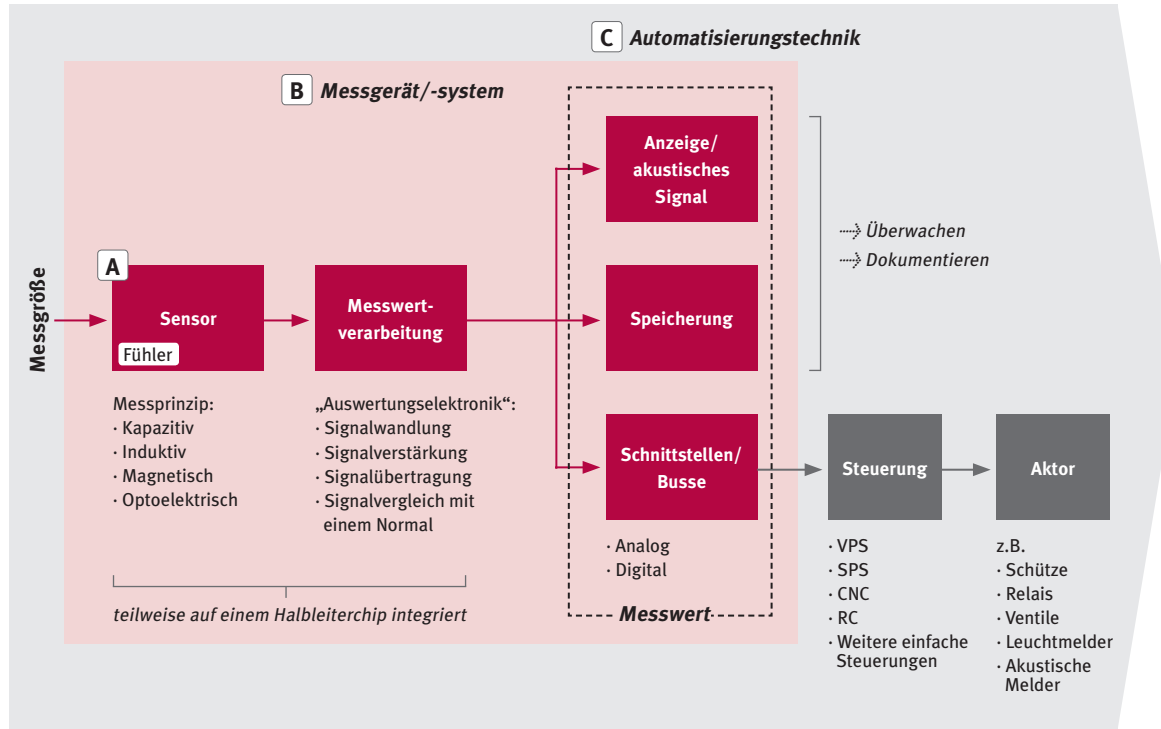 C Automatisierungstechnik
B Messgerät/-system
Anzeige/
akustisches
Signal
Überwachen
Dokumentieren
Messgröße
A
Sensor
Fühler
Messwert-
verarbeitung
Speicherung
Messprinzip:
· Kapazitiv
· Induktiv
· Magnetisch
· Optoelektrisch
„Auswertungselektronik“:
· Signalwandlung
· Signalverstärkung
· Signalübertragung
· Signalvergleich mit
einem Normal
teilweise auf einem Halbleiterchip integriert
Schnittstellen/
Busse
· Analog
· Digital
Messwert
Steuerung
· VPS
· SPS
· CNC
· RC
· Weitere einfache
Steuerungen
Aktor
z.B.
· Schütze
· Relais
· Ventile
· Leuchtmelder
· Akustische
Melder